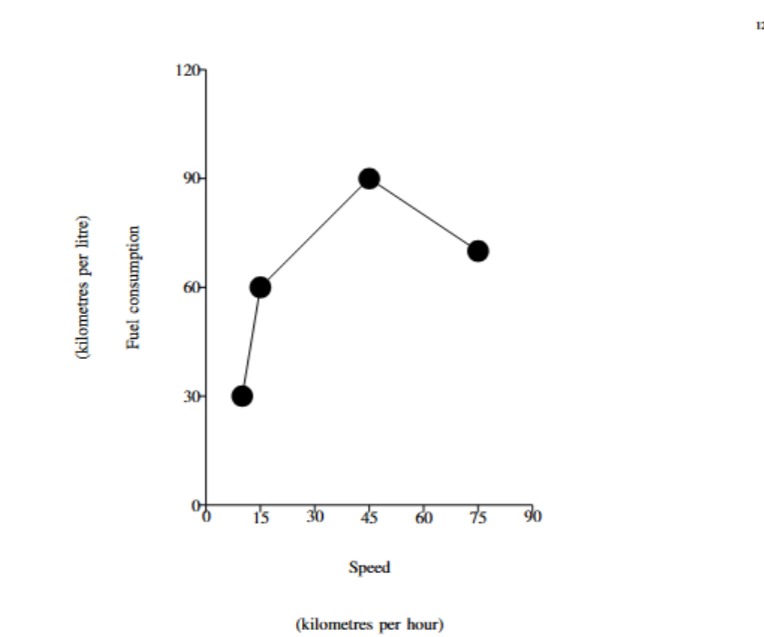 12
120
90
60
30
0
(kilometres per litre)
Fuel consumption
0 15 30 45 60 75 90
Speed
(kilometres per hour)